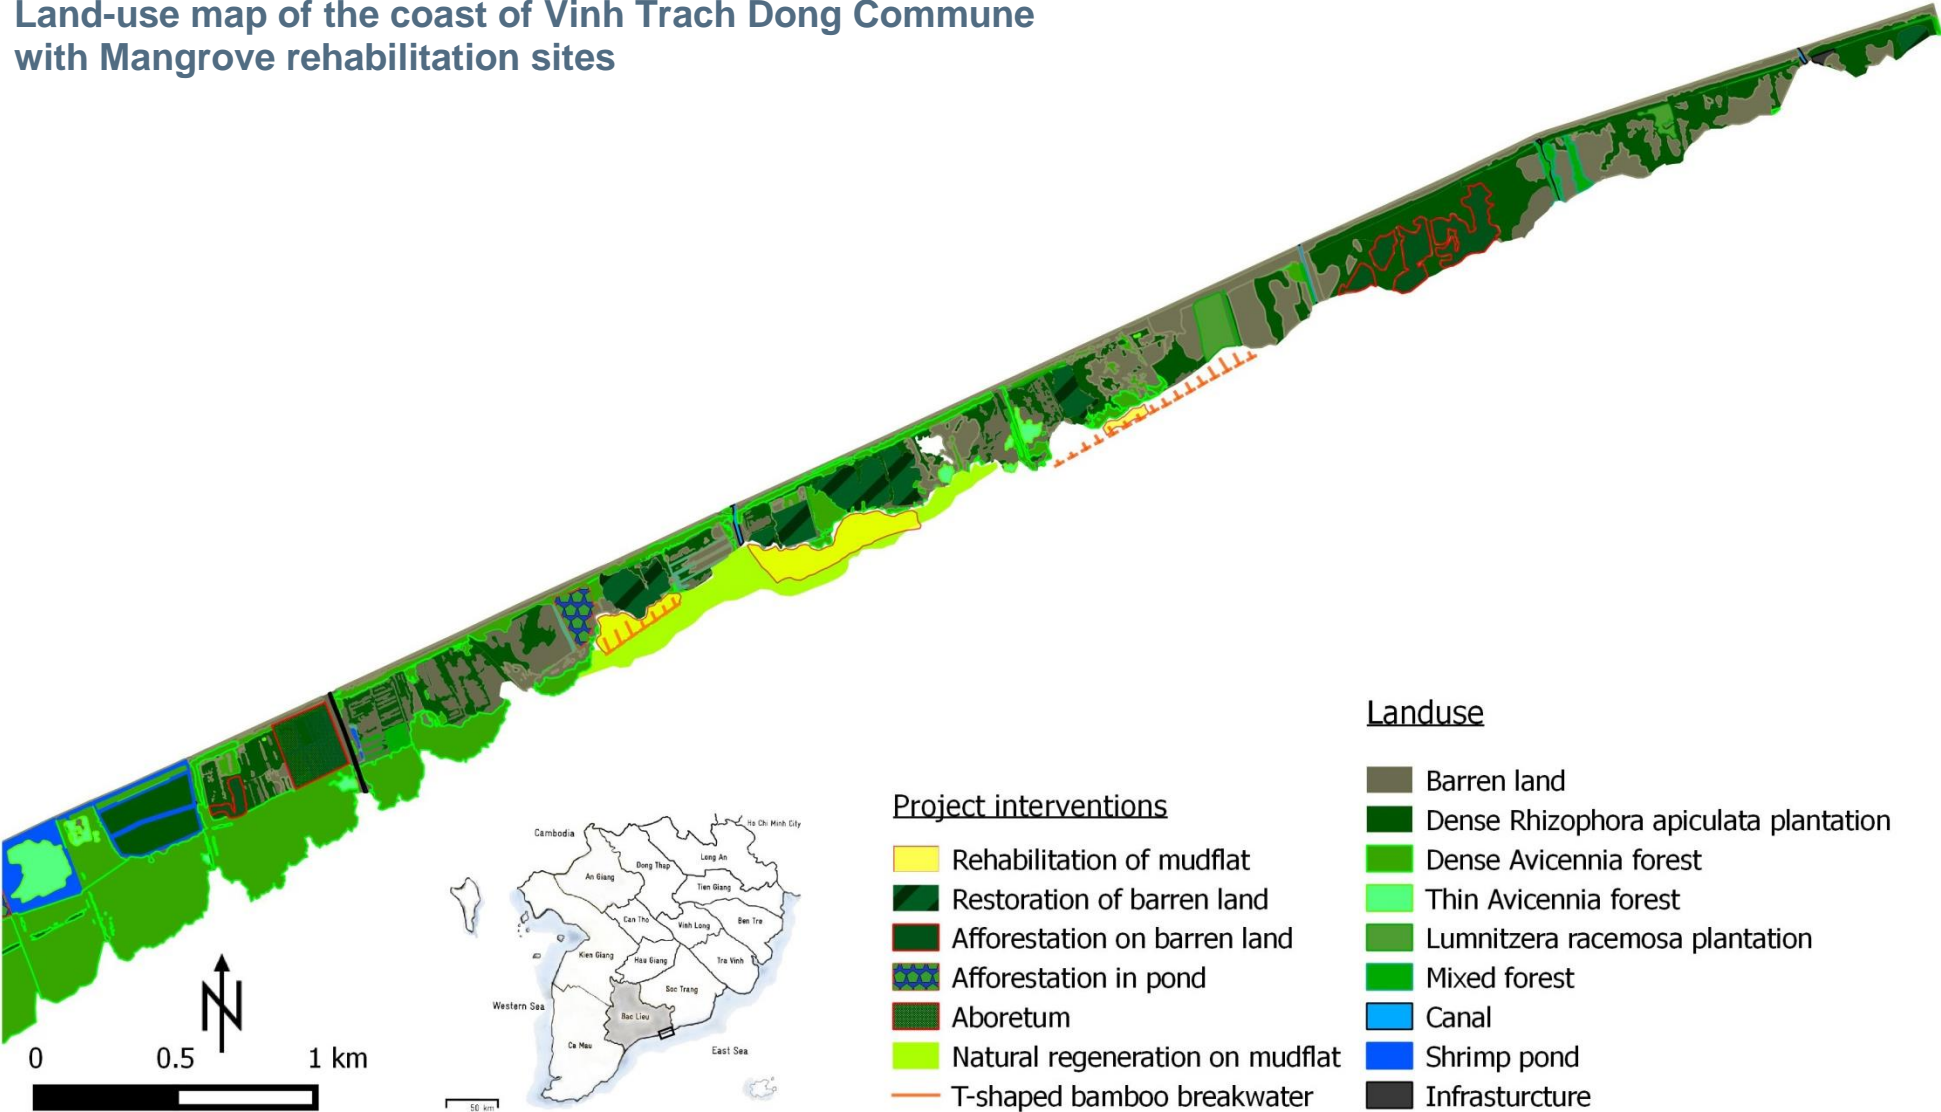 Land-use map of the coast of Vinh Trach Dong Commune
with Mangrove rehabilitation sites
Cambodia
Ho Chi Minh City
Dong Thap
Long An
An Giang
Tien Giang
Can Tho
Vinh Long
Ben Tre
Kien Giang
Hau Giang
Tra Vinh
Soc Trang
Western Sea
Bac Lieu
Ca Mau
East Sea
50 km
N
0 0.5 1 km
Project interventions
Rehabilitation of mudflat
Restoration of barren land
Afforestation on barren land
Afforestation in pond
Aboretum
Natural regeneration on mudflat
T-shaped bamboo breakwater
Landuse
Barren land
Dense Rhizophora apiculata plantation
Dense Avicennia forest
Thin Avicennia forest
Lumnitzera racemosa plantation
Mixed forest
Canal
Shrimp pond
Infrasturcture